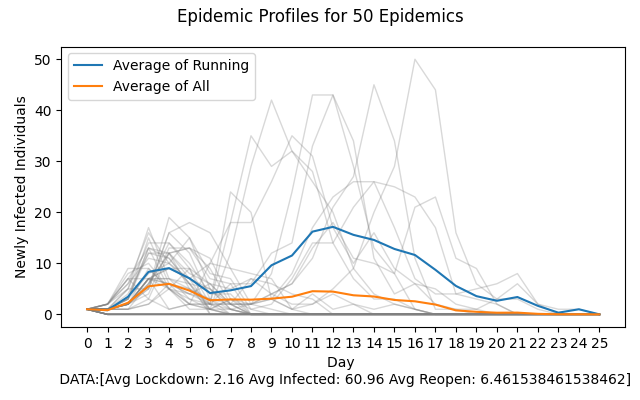 Epidemic Profiles for 50 Epidemics
Average of Running
Average of All
Newly Infected Individuals
50
40
30
20
10
0
0 1 2 3 4 5 6 7 8 9 10 11 12 13 14 15 16 17 18 19 20 21 22 23 24 25
Day
DATA:[Avg Lockdown: 2.16 Avg Infected: 60.96 Avg Reopen: 6.461538461538462]